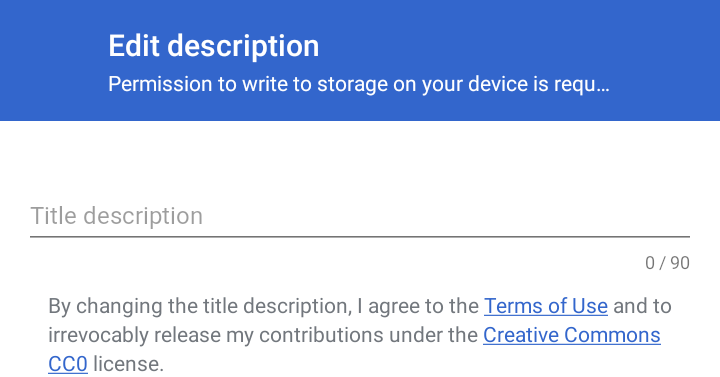 Edit description
Permission to write to storage on your device is requ...
Title description
0 / 90
By changing the title description, I agree to the Terms of Use and to
irrevocably release my contributions under the Creative Commons
CC0 license.